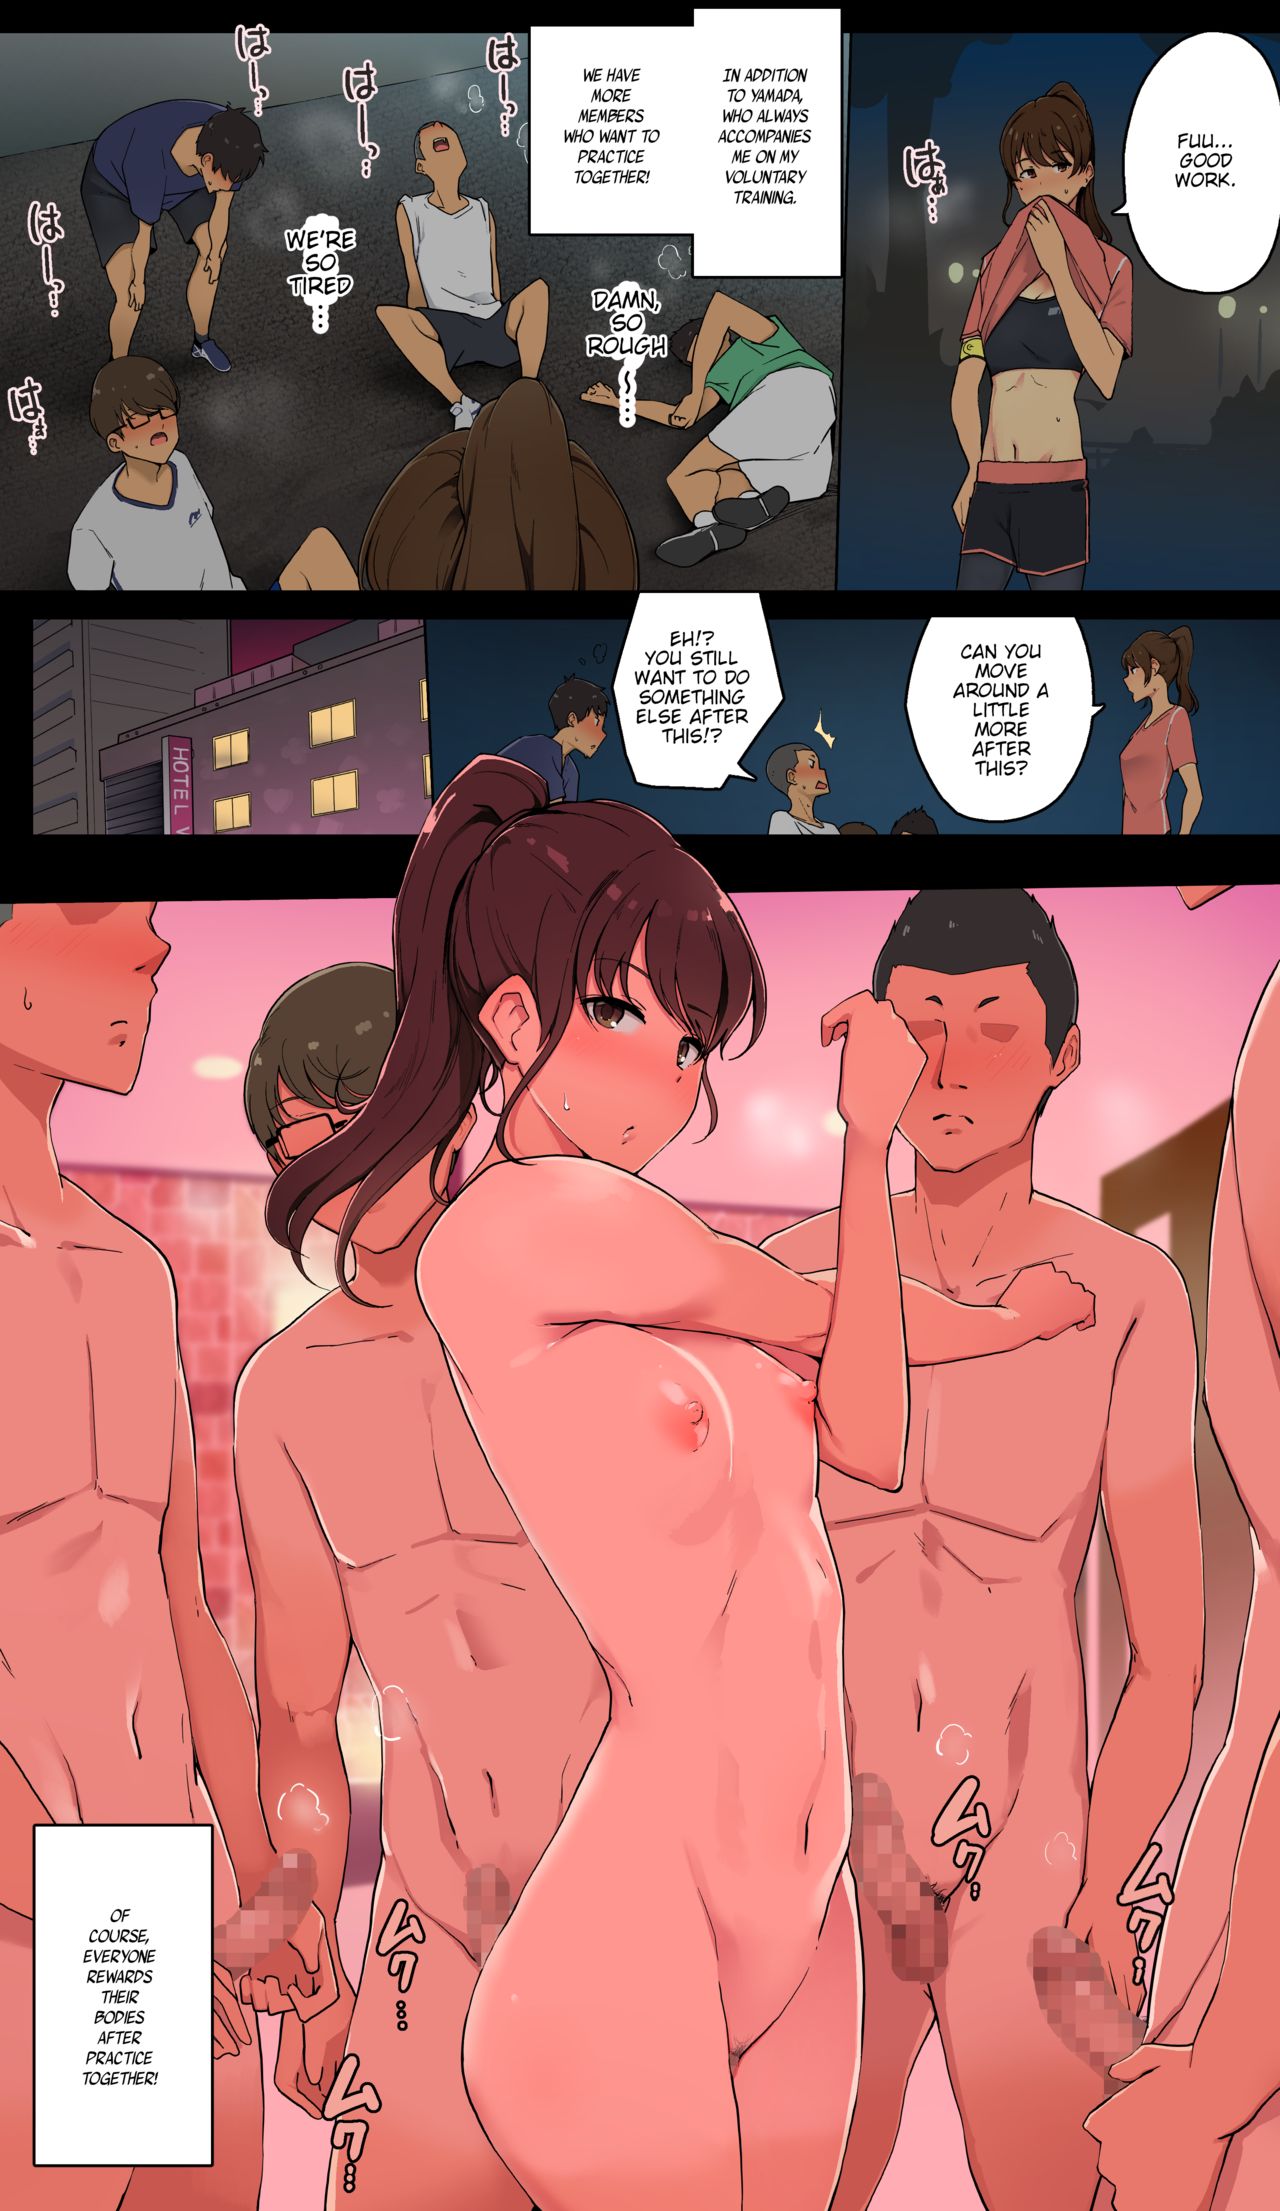 FUU...
GOOD
WORK.
はぁ…
IN ADDITION
TO YAMADA,
WHO ALWAYS
ACCOMPANIES
ME ON MY
VOLUNTARY
TRAINING.
WE HAVE
MORE
MEMBERS
WHO WANT TO
PRACTICE
TOGETHER!
はーっ…
はーっ…
はーっ…
DAMN,
SO
ROUGH
~...
WE'RE
SO
TIRED
...
はーっ…
はぁ…
CAN YOU
MOVE
AROUND A
LITTLE
MORE
AFTER
THIS?
EH!?
YOU STILL
WANT TO DO
SOMETHING
ELSE AFTER
THIS!?
HOTEL
ムク…
ムク…
ムク…
ムク…
OF
COURSE,
EVERYONE
REWARDS
THEIR
BODIES
AFTER
PRACTICE
TOGETHER!